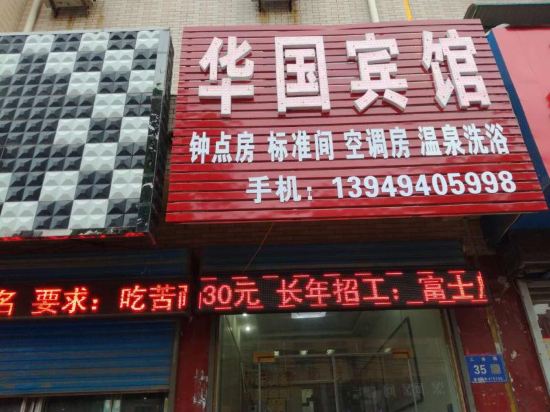 华国宾馆
钟点房 标准间 空调房 温泉洗浴
手机：13949405998
名 要求：吃苦耐
30元 长年招工：富士
35